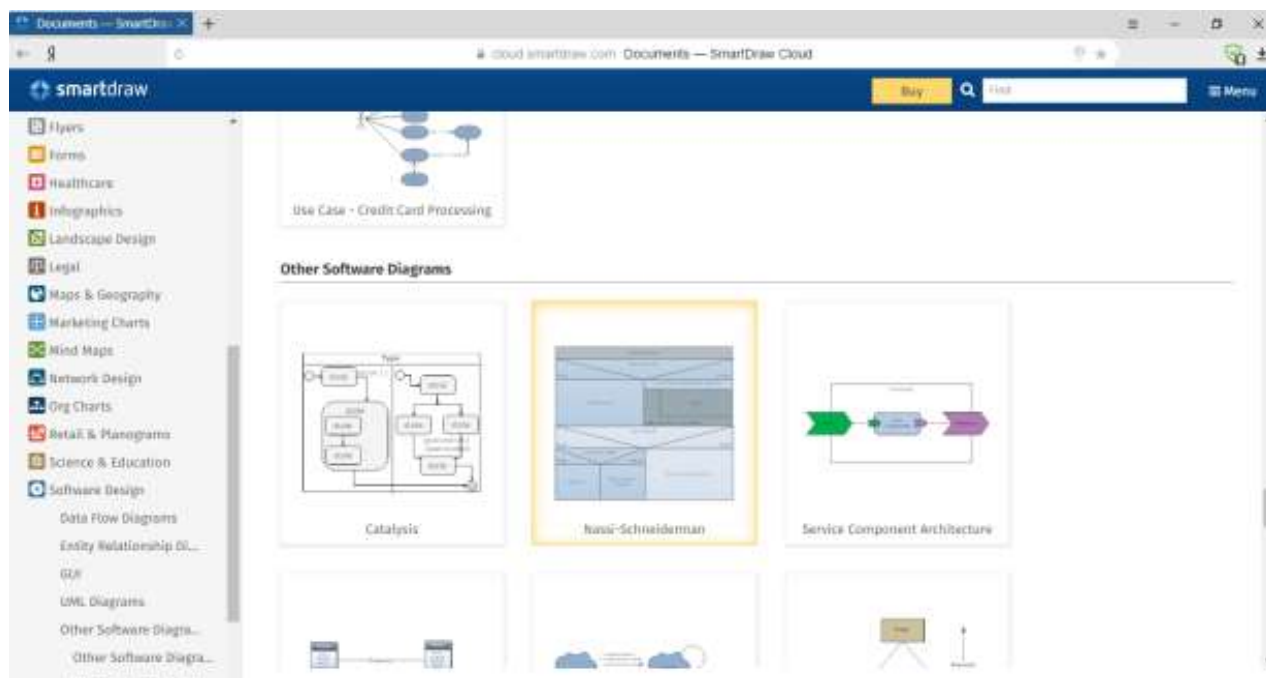 Documents — SmartDra
cloud.smartdraw.com Documents — SmartDraw Cloud
smartdraw
Buy
Find
Menu
Flyers
Forms
Healthcare
Infographics
Landscape Design
Legal
Maps & Geography
Marketing Charts
Mind Maps
Network Design
Org Charts
Retail & Planograms
Science & Education
Software Design
Data Flow Diagrams
Entity Relationship Di...
GUI
UML Diagrams
Other Software Diagra...
Other Software Diagra...
Use Case - Credit Card Processing
Other Software Diagrams
Type
Catalysis
Nassi-Schneiderman
Service Component Architecture